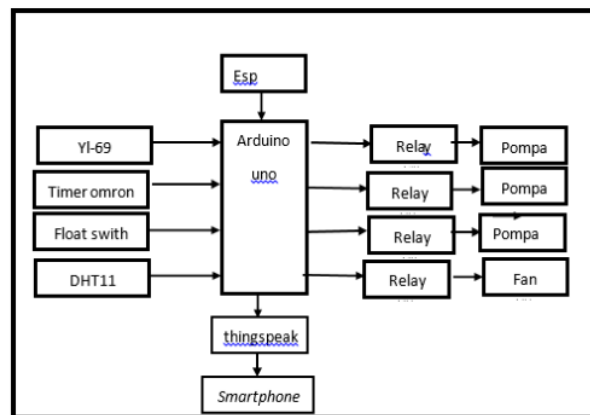 Esp
Yl-69
Arduino
uno
Relay
Pompa
Timer omron
Relay
Pompa
Float swith
Relay
Pompa
DHT11
Relay
Fan
thingspeak
Smartphone